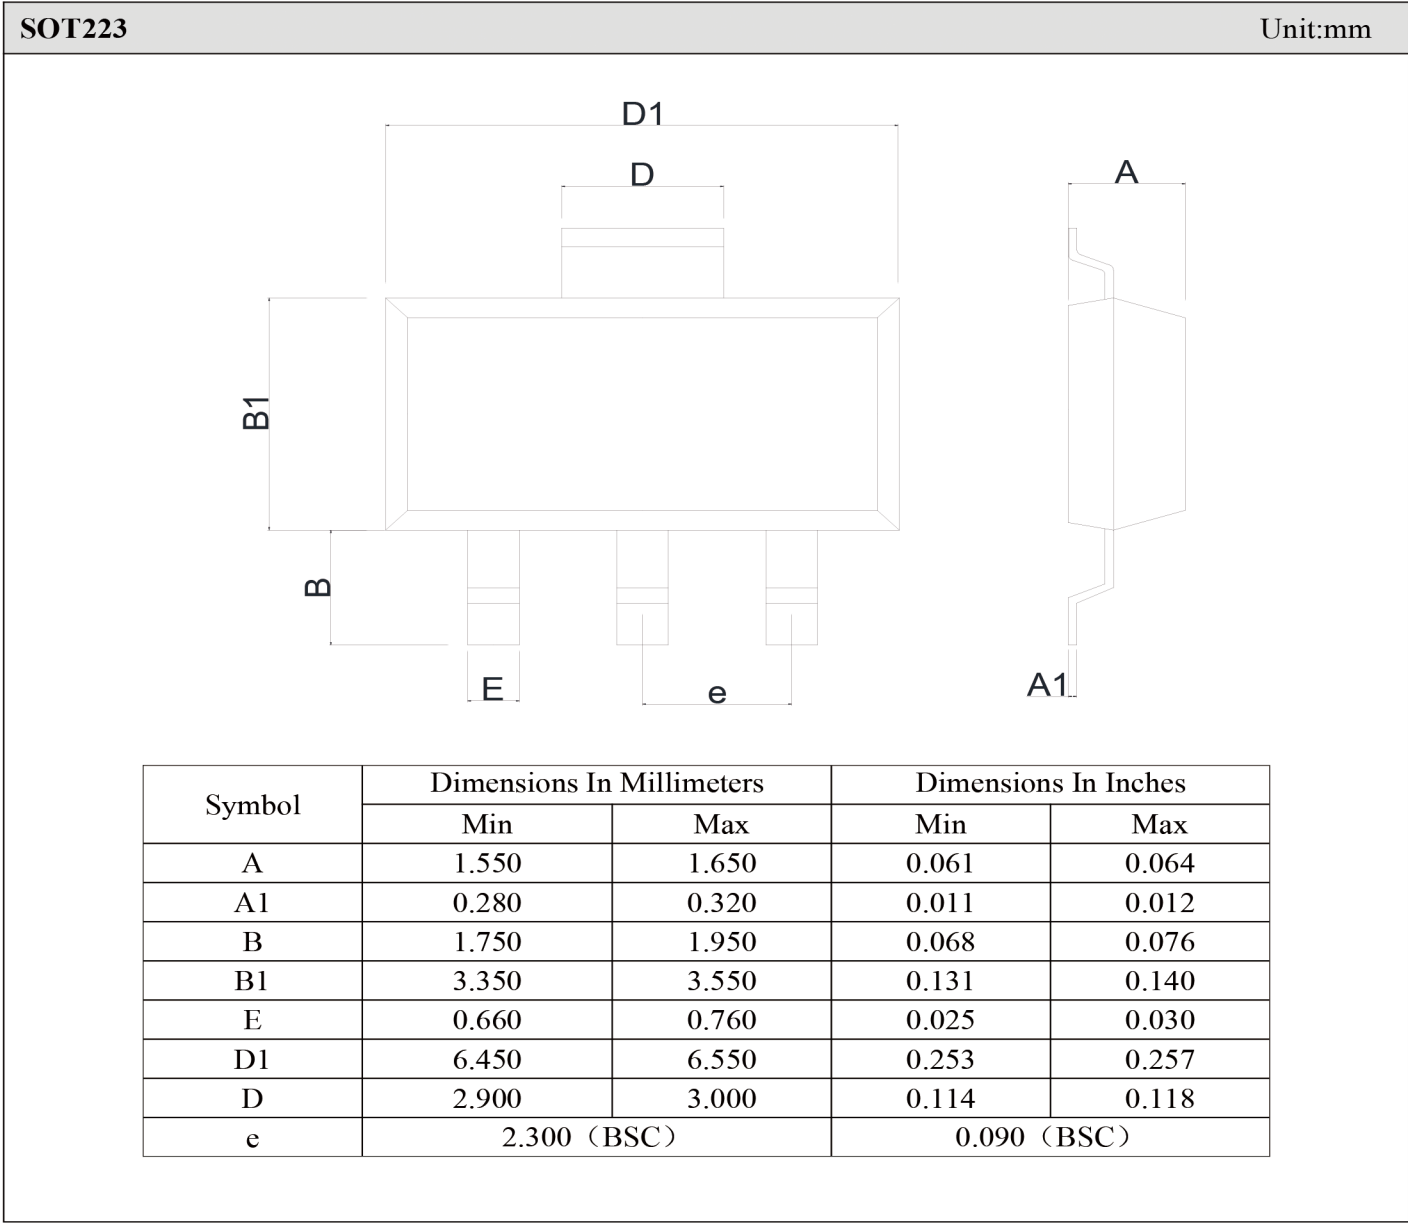 SOT223 Unit:mm
D1
D
A
B1
B
E
e
A1
Symbol Dimensions In Millimeters Dimensions In Inches
Min Max Min Max
A 1.550 1.650 0.061 0.064
A1 0.280 0.320 0.011 0.012
B 1.750 1.950 0.068 0.076
B1 3.350 3.550 0.131 0.140
E 0.660 0.760 0.025 0.030
D1 6.450 6.550 0.253 0.257
D 2.900 3.000 0.114 0.118
e 2.300（BSC） 0.090（BSC）